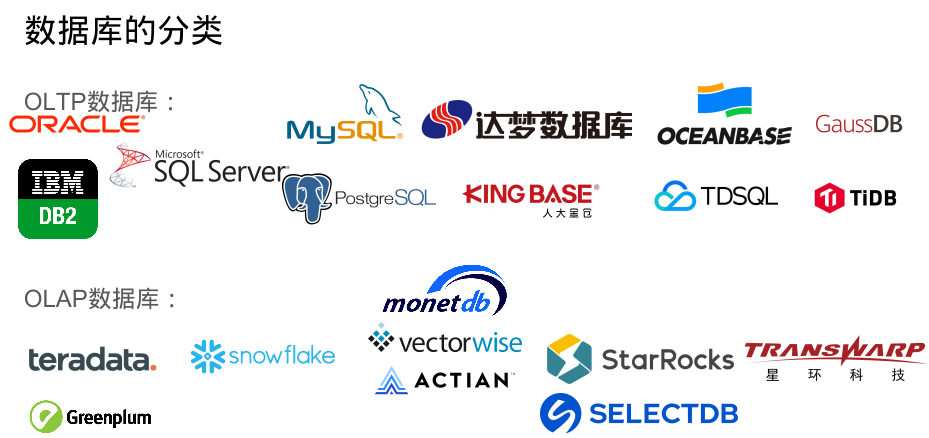 数据库的分类
OLTP数据库：
ORACLE®
MySQL®
达梦数据库
OCEANBASE
GaussDB
IBM
DB2
Microsoft®
SQL Server®
PostgreSQL
KINGBASE®
人大金仓
TDSQL
TiDB
OLAP数据库：
monetdb
teradata.
snowflake
vectorwise
ACTIAN™
StarRocks
TRANSWARP
星环科技
Greenplum
SELECTDB